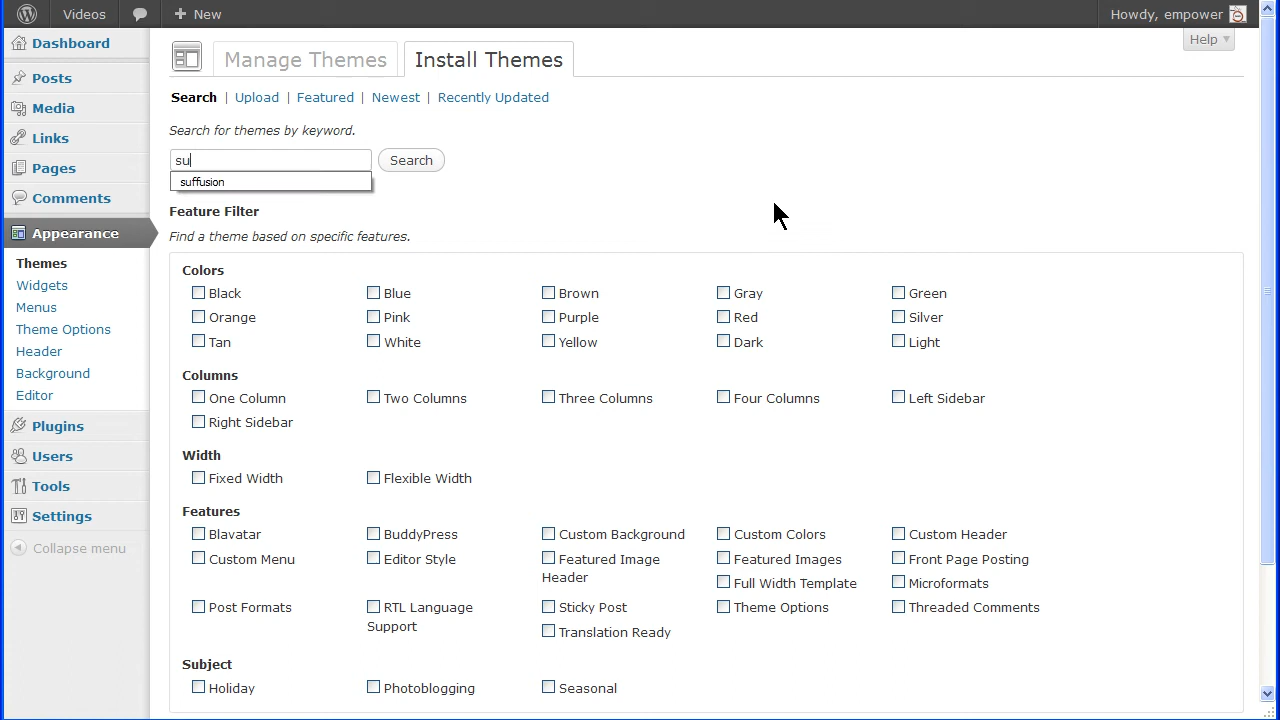 Videos
New
Howdy, empower
Help
Dashboard
Posts
Media
Links
Pages
Comments
Appearance
Themes
Widgets
Menus
Theme Options
Header
Background
Editor
Plugins
Users
Tools
Settings
Collapse menu
Manage Themes Install Themes
Search | Upload | Featured | Newest | Recently Updated
Search for themes by keyword.
su Search
suffusion
Feature Filter
Find a theme based on specific features.
Colors
Black Blue Brown Gray Green
Orange Pink Purple Red Silver
Tan White Yellow Dark Light
Columns
One Column Two Columns Three Columns Four Columns Left Sidebar
Right Sidebar
Width
Fixed Width Flexible Width
Features
Blavatar BuddyPress Custom Background Custom Colors Custom Header
Custom Menu Editor Style Featured Image Header Featured Images Front Page Posting
Full Width Template Microformats
Post Formats RTL Language Support Sticky Post Theme Options Threaded Comments
Translation Ready
Subject
Holiday Photoblogging Seasonal